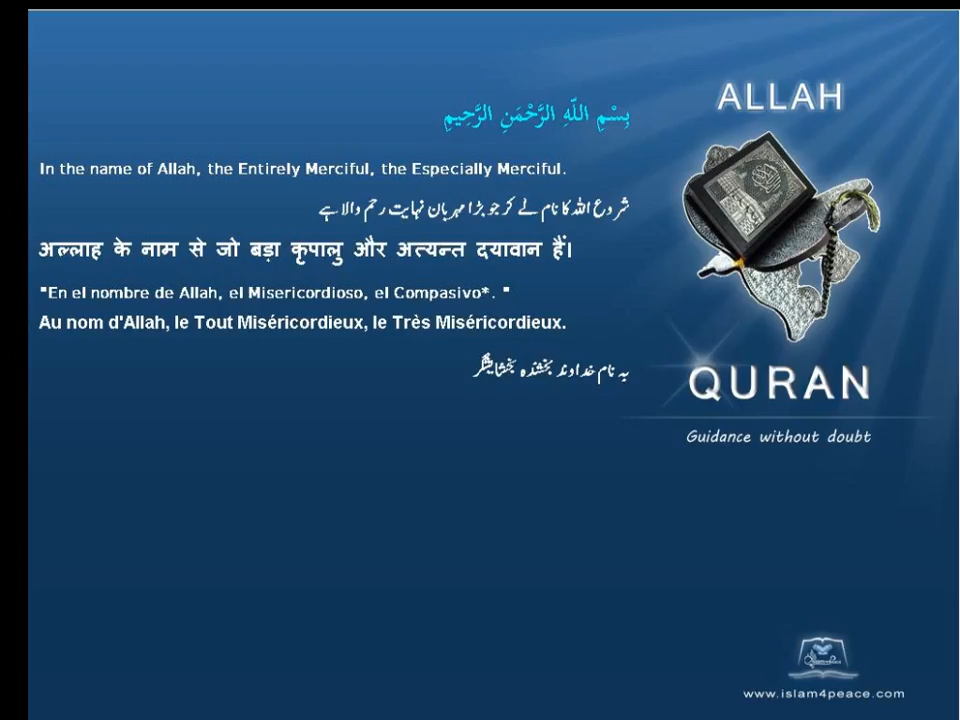 بِسْمِ اللَّهِ الرَّحْمَنِ الرَّحِيمِ
In the name of Allah, the Entirely Merciful, the Especially Merciful.
شروع الله کا نام لے کر جو بڑا مہربان نہایت رحم والا ہے
अल्लाह के नाम से जो बड़ा कृपालु और अत्यन्त दयावान हैं।
"En el nombre de Allah, el Misericordioso, el Compasivo*. "
Au nom d'Allah, le Tout Miséricordieux, le Très Miséricordieux.
به نام خداوند بخشنده بخشایشگر
ALLAH
QURAN
Guidance without doubt
www.islam4peace.com